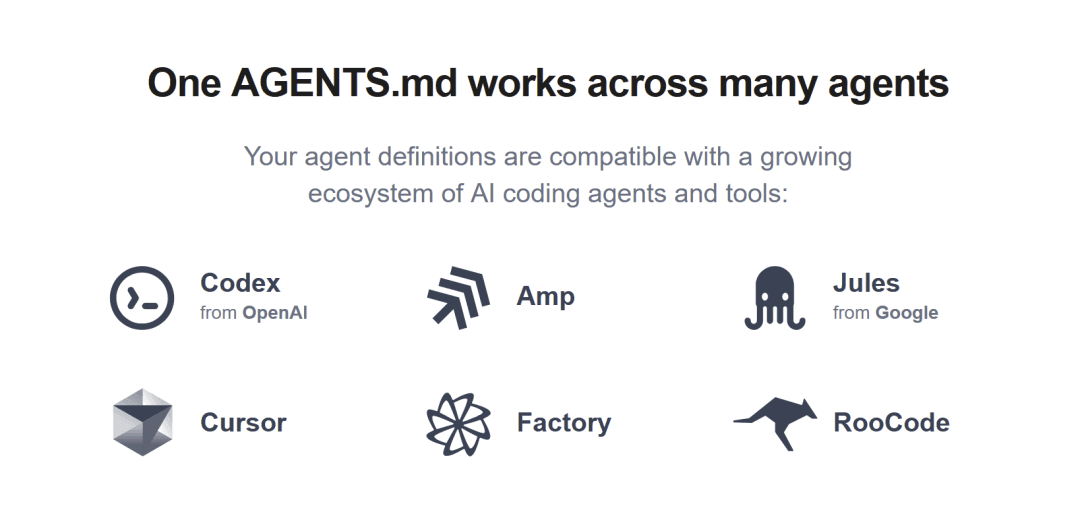 One AGENTS.md works across many agents
Your agent definitions are compatible with a growing
ecosystem of AI coding agents and tools:
Codex
from OpenAI
Amp
Jules
from Google
Cursor
Factory
RooCode